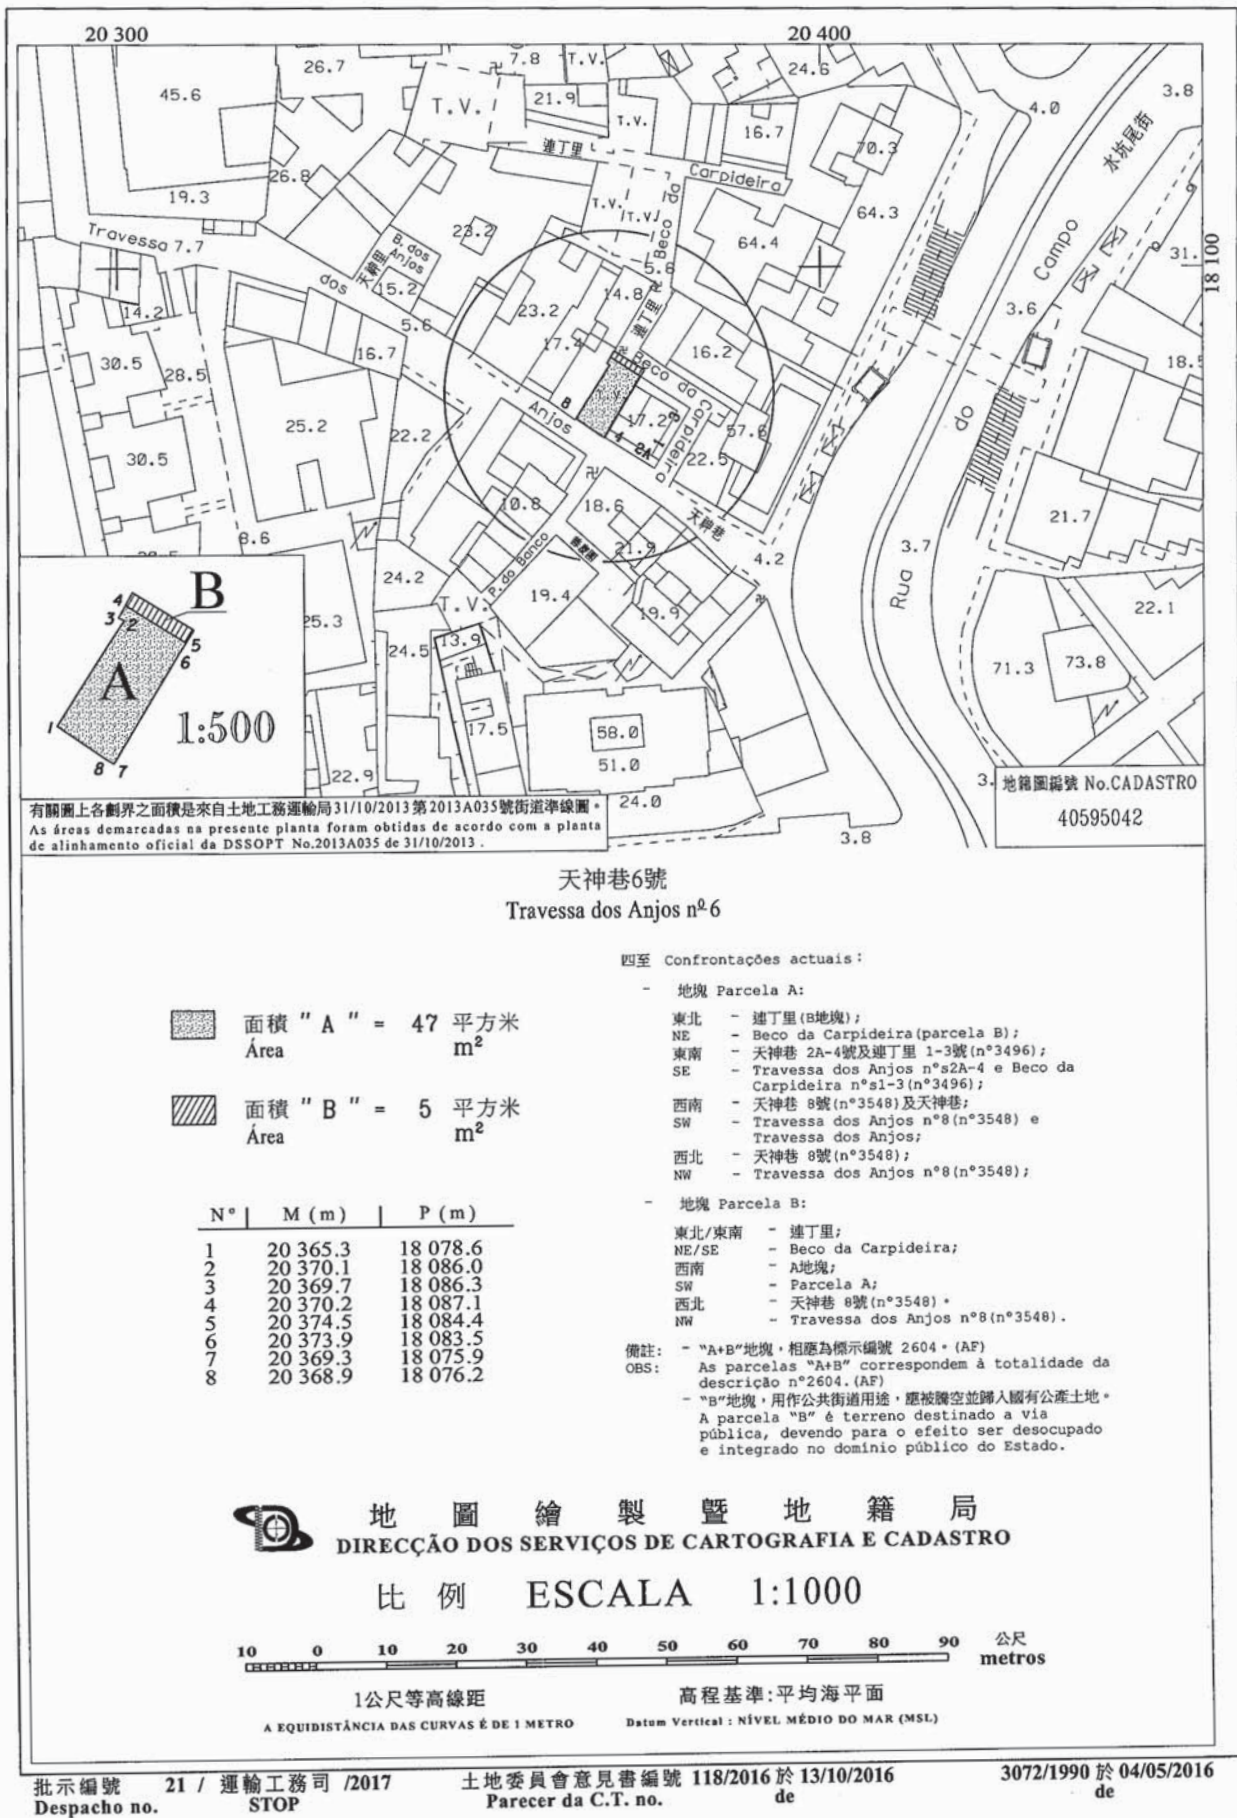 20 300
20 400
45.6
26.7
7.8
T.V.
24.6
4.0
3.8
T.V.
21.9
T.V.
16.7
70.3
水坑尾街
連丁里
Carpideira
26.8
19.3
64.3
Travessa 7.7
23.2
B. dos Anjos
T.V.
T.V.
Beco da
64.4
Campo
31.
18 100
天神里
15.2
dos
5.6
14.8
5.6
14.2
23.2
連丁里
3.6
16.7
17.4
16.2
30.5
28.5
Beco da Carpideira
18.5
8
Anjos
T.V.
17.2
3
1
4
2A
57.6
do
25.2
22.2
22.5
30.5
10.8
18.6
天神巷
21.7
8.6
21.9
4.2
3.7
Rua
24.2
P. do Banco
B
4
3
2
5
6
A
1
8
7
1:500
25.3
T.V.
19.4
19.9
22.1
24.5
13.9
71.3
73.8
17.5
58.0
51.0
22.9
24.0
3.8
地籍圖編號 No.CADASTRO
40595042
有關圖上各劃界之面積是來自土地工務運輸局31/10/2013第2013A035號街道準線圖。
As áreas demarcadas na presente planta foram obtidas de acordo com a planta
de alinhamento oficial da DSSOPT No.2013A035 de 31/10/2013 .
天神巷6號
Travessa dos Anjos nº 6
面積 " A " = 47 平方米
Área m²
面積 " B " = 5 平方米
Área m²
N° | M (m) | P (m)
1 20 365.3 18 078.6
2 20 370.1 18 086.0
3 20 369.7 18 086.3
4 20 370.2 18 087.1
5 20 374.5 18 084.4
6 20 373.9 18 083.5
7 20 369.3 18 075.9
8 20 368.9 18 076.2
四至 Confrontações actuais :
- 地塊 Parcela A:
東北 - 連丁里(B地塊);
NE - Beco da Carpideira(parcela B);
東南 - 天神巷 2A-4號及連丁里 1-3號(n°3496);
SE - Travessa dos Anjos n°s2A-4 e Beco da
Carpideira n°s1-3(n°3496);
西南 - 天神巷 8號(n°3548)及天神巷;
SW - Travessa dos Anjos n°8(n°3548) e
Travessa dos Anjos;
西北 - 天神巷 8號(n°3548);
NW - Travessa dos Anjos n°8(n°3548);
- 地塊 Parcela B:
東北/東南 - 連丁里;
NE/SE - Beco da Carpideira;
西南 - A地塊;
SW - Parcela A;
西北 - 天神巷 8號(n°3548)。
NW - Travessa dos Anjos n°8(n°3548).
備註: - "A+B"地塊，相應為標示編號 2604。(AF)
OBS: As parcelas "A+B" correspondem à totalidade da
descrição n°2604.(AF)
- "B"地塊，用作公共街道用途，應被騰空並歸入國有公產土地。
A parcela "B" é terreno destinado a via
pública, devendo para o efeito ser desocupado
e integrado no domínio público do Estado.
地圖繪製暨地籍局
DIRECÇÃO DOS SERVIÇOS DE CARTOGRAFIA E CADASTRO
比例 ESCALA 1:1000
10 0 10 20 30 40 50 60 70 80 90 公尺
metros
1公尺等高線距
高程基準:平均海平面
A EQUIDISTÂNCIA DAS CURVAS É DE 1 METRO
Datum Vertical : NÍVEL MÉDIO DO MAR (MSL)
批示編號 21 / 運輸工務司 /2017
土地委員會意見書編號 118/2016 於 13/10/2016
3072/1990 於 04/05/2016
Despacho no. STOP
Parecer da C.T. no. de
de